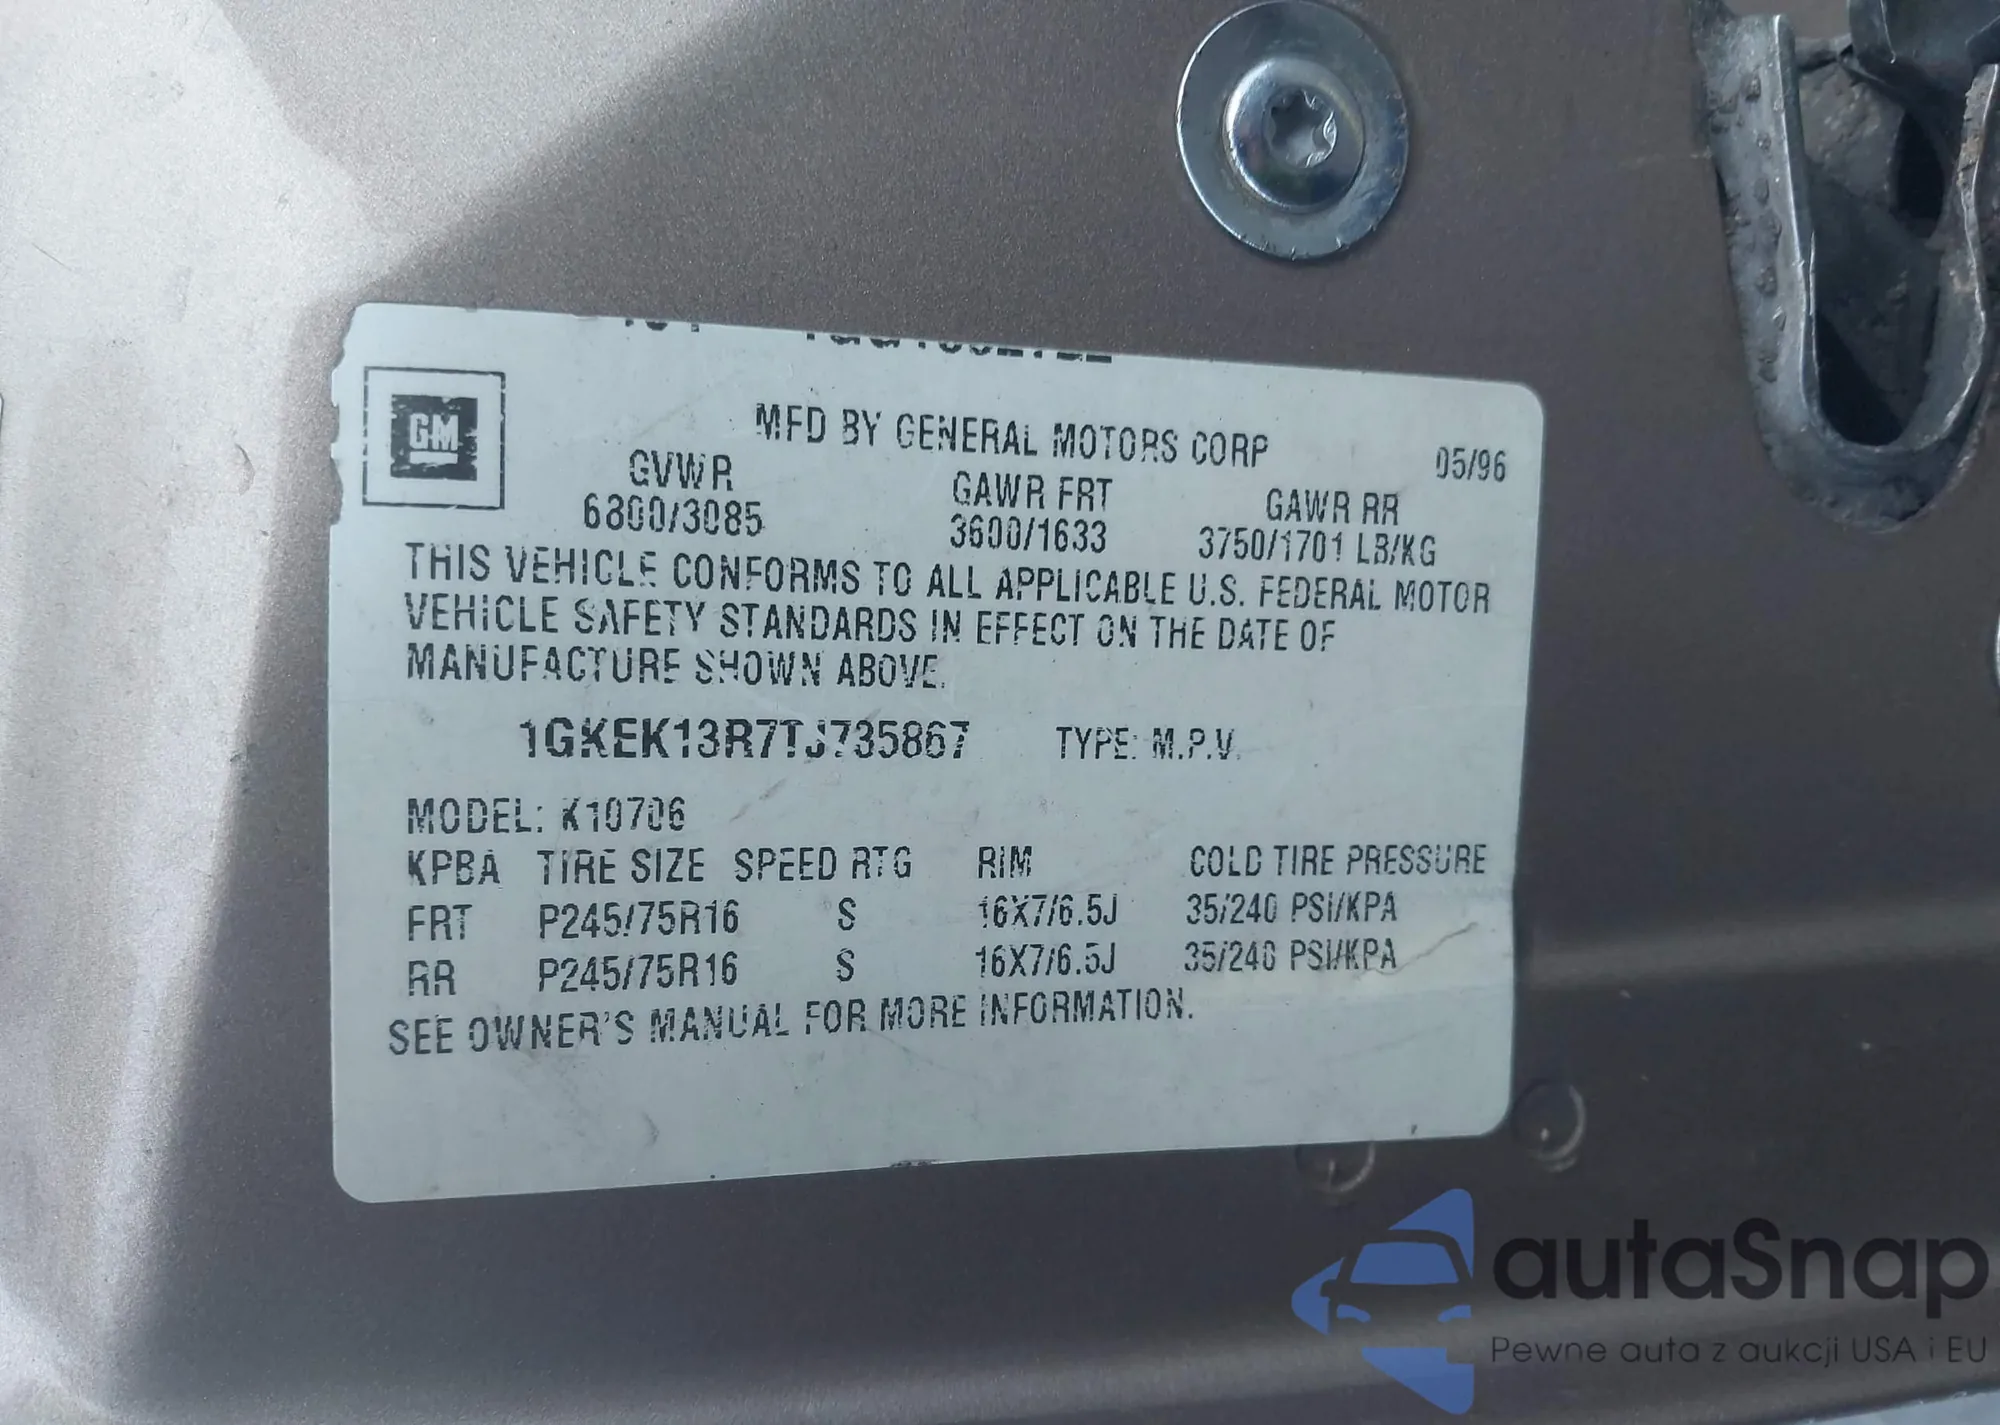 GM
MFD BY GENERAL MOTORS CORP 05/96
GVWR GAWR FRT GAWR RR
6800/3085 3600/1633 3750/1701 LB/KG
THIS VEHICLE CONFORMS TO ALL APPLICABLE U.S. FEDERAL MOTOR
VEHICLE SAFETY STANDARDS IN EFFECT ON THE DATE OF
MANUFACTURE SHOWN ABOVE.
1GKEK13R7TJ735867 TYPE: M.P.V.
MODEL: K10706
KPBA TIRE SIZE SPEED RTG RIM COLD TIRE PRESSURE
FRT P245/75R16 S 16X7/6.5J 35/240 PSI/KPA
RR P245/75R16 S 16X7/6.5J 35/240 PSI/KPA
SEE OWNER'S MANUAL FOR MORE INFORMATION.
autaSnap
Pewne auta z aukcji USA i EU